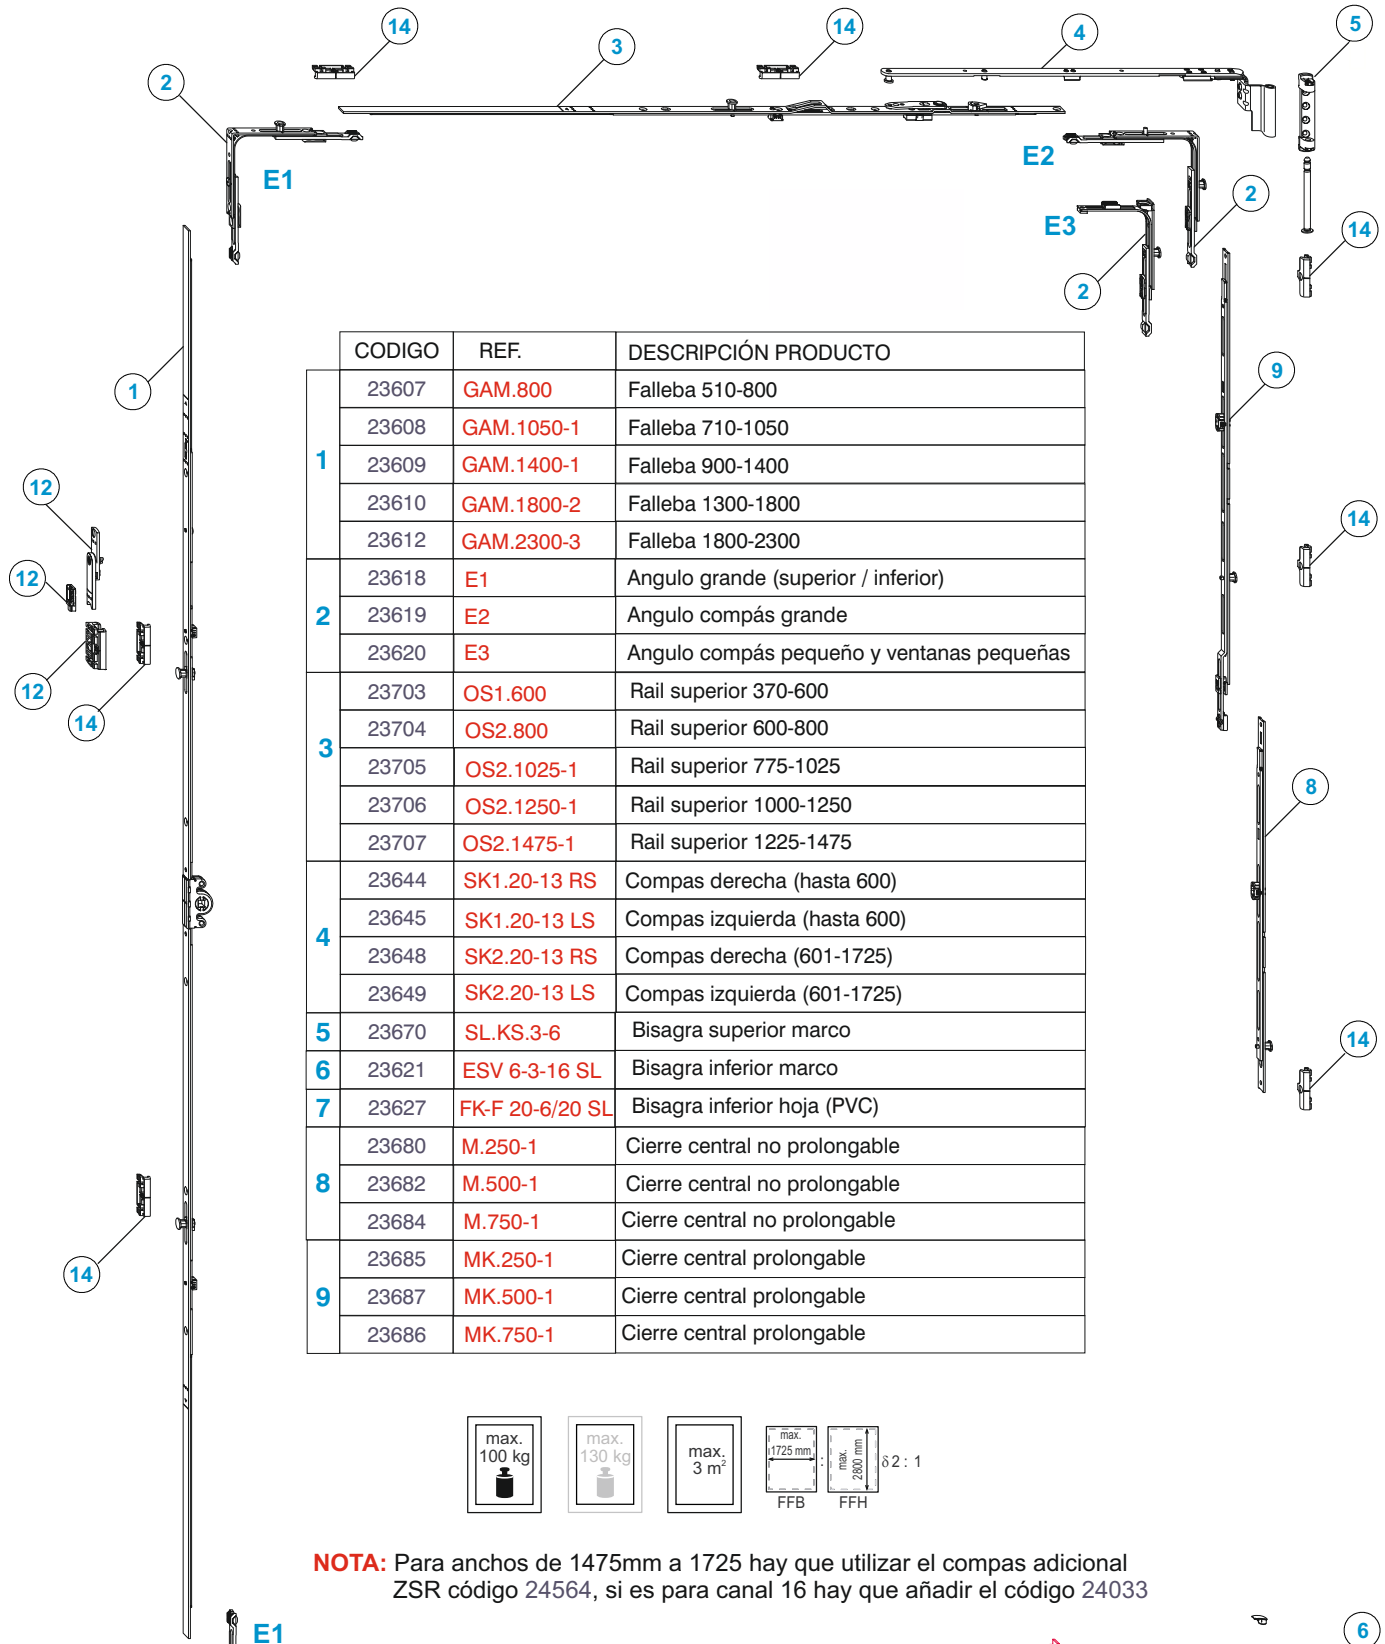 14
14
3
4
5
2
E1
E2
2
E3
14
2
CODIGO REF. DESCRIPCIÓN PRODUCTO
1
23607 GAM.800 Falleba 510-800
23608 GAM.1050-1 Falleba 710-1050
23609 GAM.1400-1 Falleba 900-1400
23610 GAM.1800-2 Falleba 1300-1800
23612 GAM.2300-3 Falleba 1800-2300
2
23618 E1 Angulo grande (superior / inferior)
23619 E2 Angulo compás grande
23620 E3 Angulo compás pequeño y ventanas pequeñas
3
23703 OS1.600 Rail superior 370-600
23704 OS2.800 Rail superior 600-800
23705 OS2.1025-1 Rail superior 775-1025
23706 OS2.1250-1 Rail superior 1000-1250
23707 OS2.1475-1 Rail superior 1225-1475
4
23644 SK1.20-13 RS Compas derecha (hasta 600)
23645 SK1.20-13 LS Compas izquierda (hasta 600)
23648 SK2.20-13 RS Compas derecha (601-1725)
23649 SK2.20-13 LS Compas izquierda (601-1725)
5 23670 SL.KS.3-6 Bisagra superior marco
6 23621 ESV 6-3-16 SL Bisagra inferior marco
7 23627 FK-F 20-6/20 SL Bisagra inferior hoja (PVC)
8
23680 M.250-1 Cierre central no prolongable
23682 M.500-1 Cierre central no prolongable
23684 M.750-1 Cierre central no prolongable
9
23685 MK.250-1 Cierre central prolongable
23687 MK.500-1 Cierre central prolongable
23686 MK.750-1 Cierre central prolongable
1
12
12
12
14
14
9
14
8
14
max.
100 kg
max.
130 kg
max.
3 m²
max.
1725 mm
FFB
:
max.
2800 mm
FFH
δ 2 : 1
NOTA: Para anchos de 1475mm a 1725 hay que utilizar el compas adicional
ZSR código 24564, si es para canal 16 hay que añadir el código 24033
E1
6